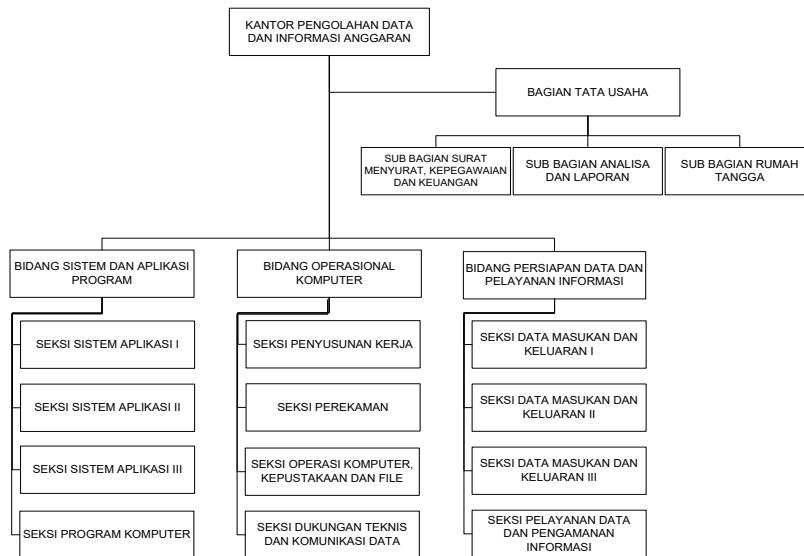 KANTOR PENGOLAHAN DATA
DAN INFORMASI ANGGARAN
BAGIAN TATA USAHA
SUB BAGIAN SURAT
MENYURAT, KEPEGAWAIAN
DAN KEUANGAN
SUB BAGIAN ANALISA
DAN LAPORAN
SUB BAGIAN RUMAH
TANGGA
BIDANG SISTEM DAN APLIKASI
PROGRAM
SEKSI SISTEM APLIKASI I
SEKSI SISTEM APLIKASI II
SEKSI SISTEM APLIKASI III
SEKSI PROGRAM KOMPUTER
BIDANG OPERASIONAL
KOMPUTER
SEKSI PENYUSUNAN KERJA
SEKSI PEREKAMAN
SEKSI OPERASI KOMPUTER,
KEPUSTAKAAN DAN FILE
SEKSI DUKUNGAN TEKNIS
DAN KOMUNIKASI DATA
BIDANG PERSIAPAN DATA DAN
PELAYANAN INFORMASI
SEKSI DATA MASUKAN DAN
KELUARAN I
SEKSI DATA MASUKAN DAN
KELUARAN II
SEKSI DATA MASUKAN DAN
KELUARAN III
SEKSI PELAYANAN DATA
DAN PENGAMANAN
INFORMASI